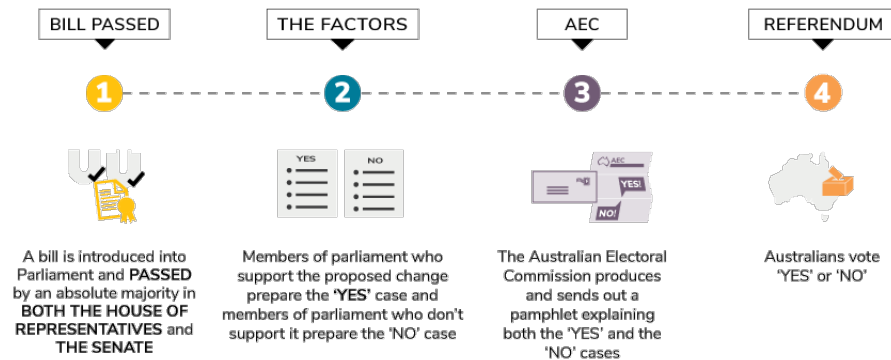 BILL PASSED
THE FACTORS
AEC
REFERENDUM
1
2
3
4
YES
NO
AEC
YES!
NO!
AEC
A bill is introduced into
Parliament and PASSED
by an absolute majority in
BOTH THE HOUSE OF
REPRESENTATIVES and
THE SENATE
Members of parliament who
support the proposed change
prepare the ‘YES’ case and
members of parliament who don’t
support it prepare the ‘NO’ case
The Australian Electoral
Commission produces
and sends out a
pamphlet explaining
both the ‘YES’ and the
‘NO’ cases
Australians vote
‘YES’ or ‘NO’